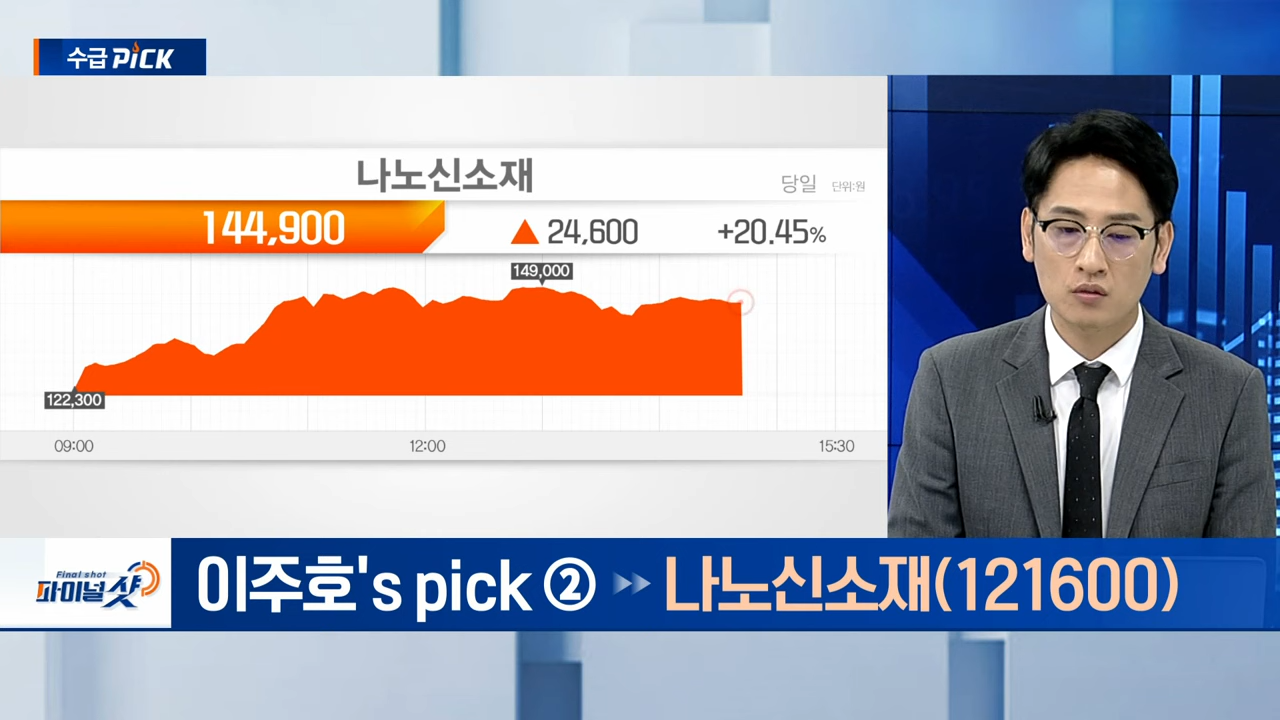 수급 PiCK
나노신소재
당일 단위:원
144,900 ▲ 24,600 +20.45%
149,000
122,300
09:00 12:00 15:30
Final shot
파이널 샷
이주호's pick ② ▸▸ 나노신소재(121600)